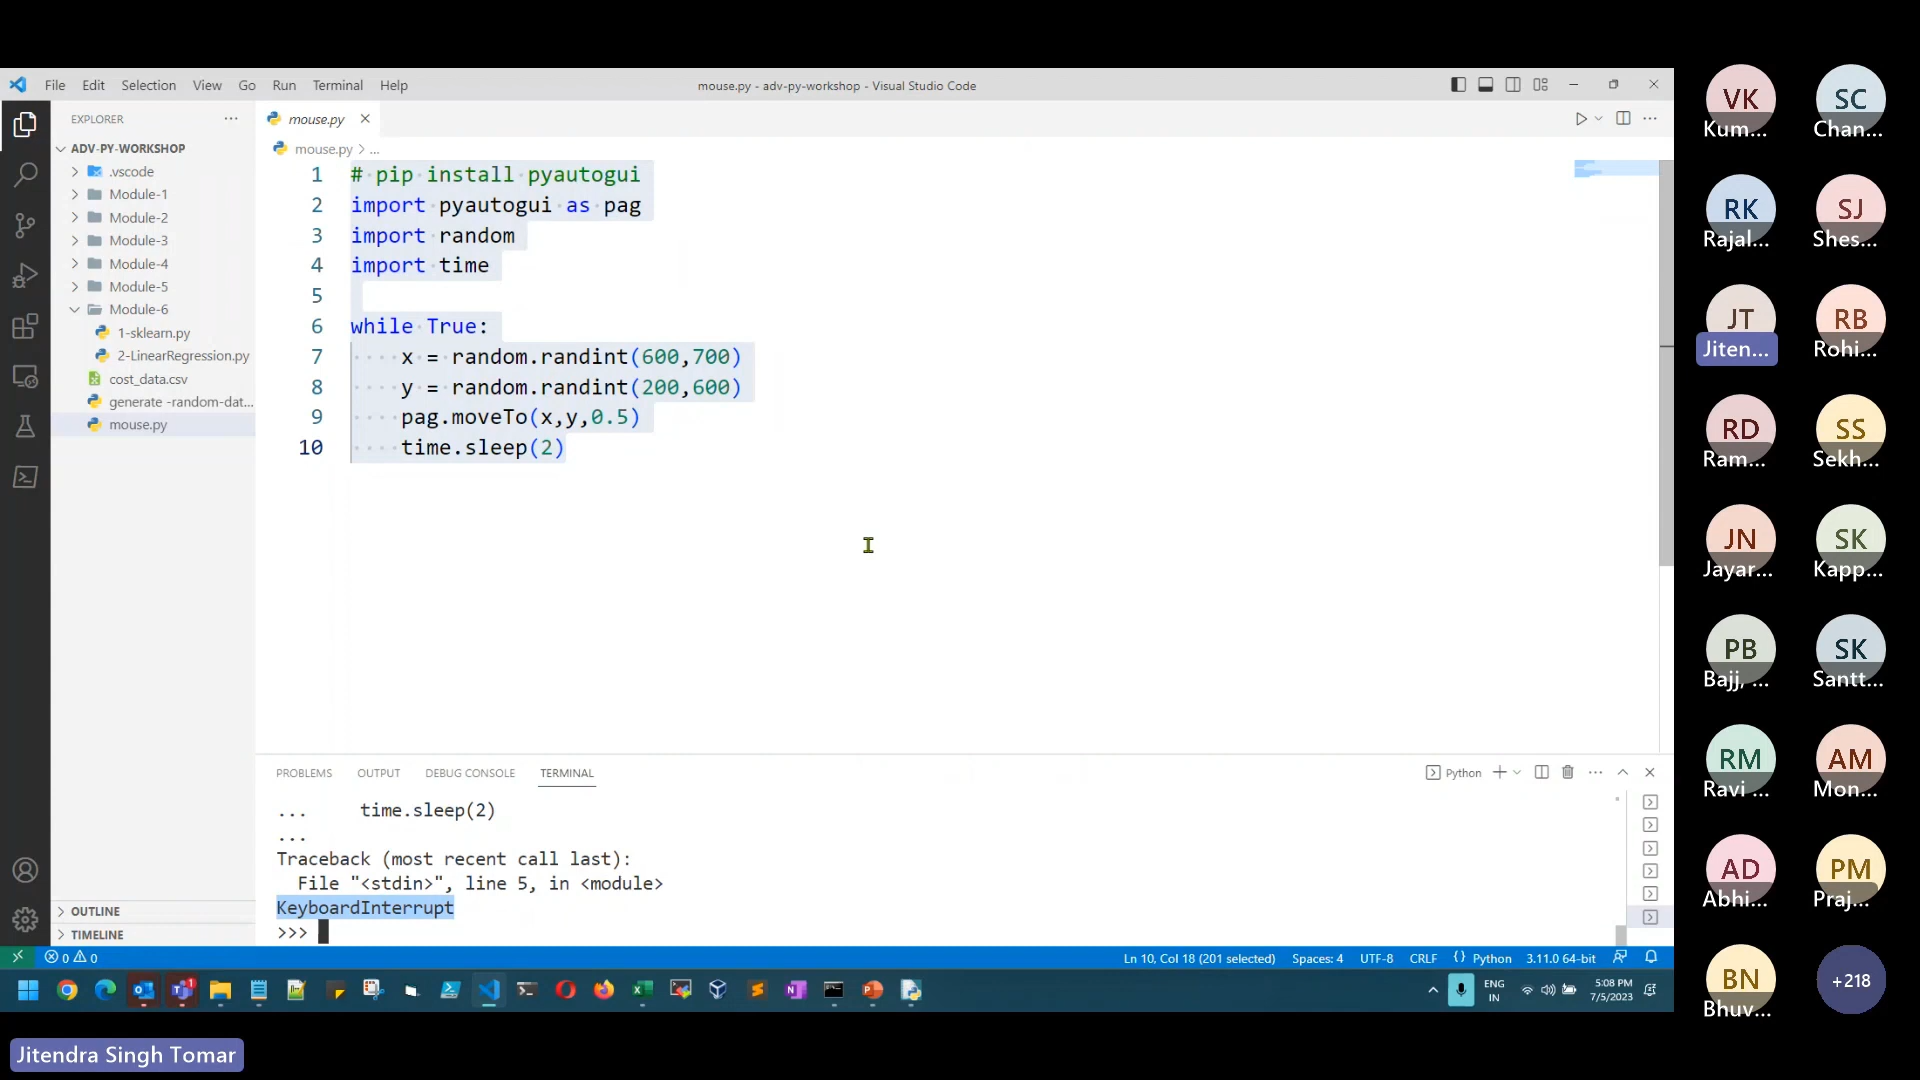 File Edit Selection View Go Run Terminal Help
mouse.py - adv-py-workshop - Visual Studio Code
EXPLORER
ADV-PY-WORKSHOP
.vscode
Module-1
Module-2
Module-3
Module-4
Module-5
Module-6
1-sklearn.py
2-LinearRegression.py
cost_data.csv
generate -random-dat...
mouse.py
OUTLINE
TIMELINE
mouse.py
mouse.py > ...
1 # pip install pyautogui
2 import pyautogui as pag
3 import random
4 import time
5
6 while True:
7 x = random.randint(600,700)
8 y = random.randint(200,600)
9 pag.moveTo(x,y,0.5)
10 time.sleep(2)
PROBLEMS OUTPUT DEBUG CONSOLE TERMINAL
Python
... time.sleep(2)
...
Traceback (most recent call last):
File "<stdin>", line 5, in <module>
KeyboardInterrupt
>>>
0 0
Ln 10, Col 18 (201 selected) Spaces: 4 UTF-8 CRLF Python 3.11.0 64-bit
ENG
IN
5:08 PM
7/5/2023
VK
Kum...
SC
Chan...
RK
Rajal...
SJ
Shes...
JT
Jiten...
RB
Rohi...
RD
Ram...
SS
Sekh...
JN
Jayar...
SK
Kapp...
PB
Bajj, ...
SK
Santt...
RM
Ravi ...
AM
Mon...
AD
Abhi...
PM
Praj...
BN
Bhuv...
+218
Jitendra Singh Tomar